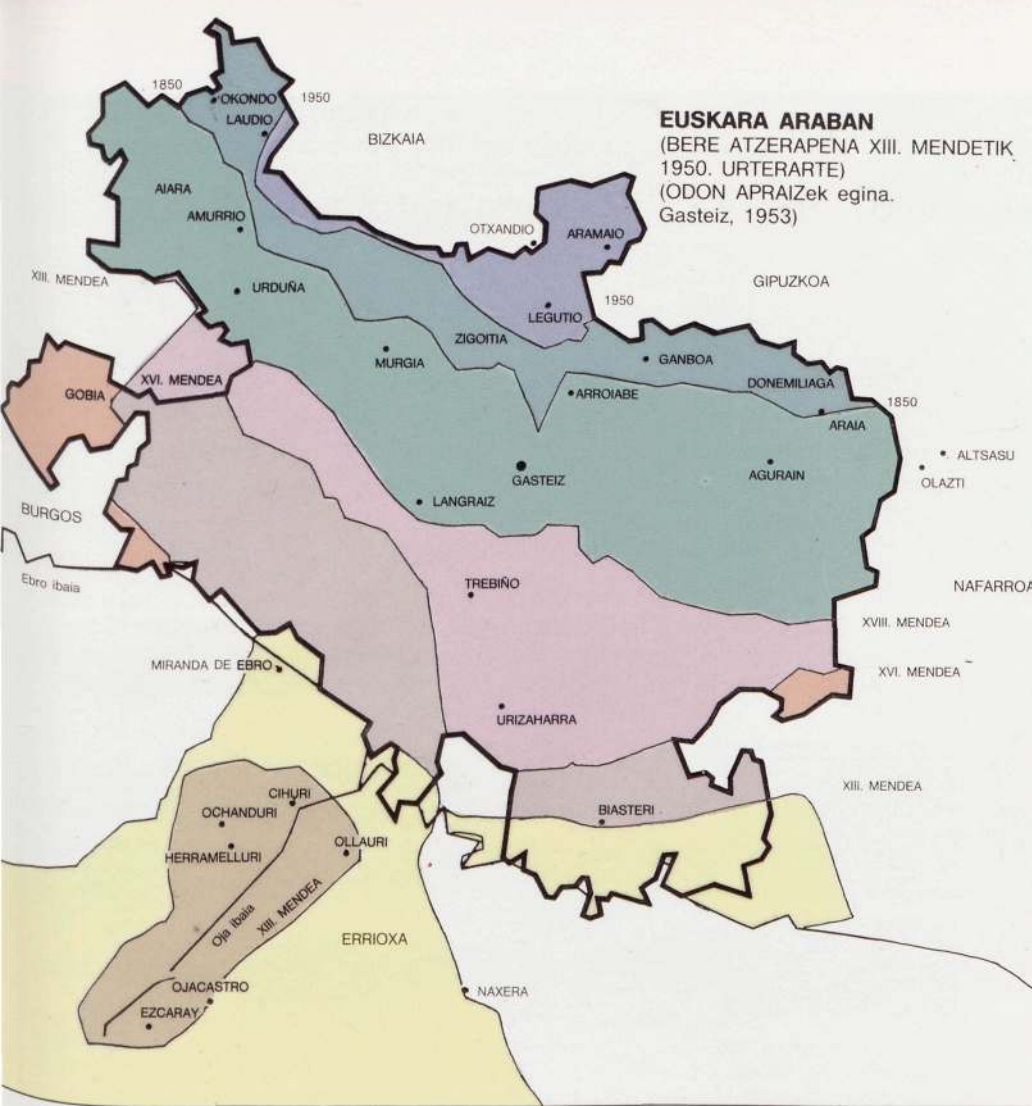 EUSKARA ARABAN
(BERE ATZERAPENA XIII. MENDETIK
1950. URTERARTE)
(ODON APRAIZek egina.
Gasteiz, 1953)
1850
OKONDO
1950
LAUDIO
BIZKAIA
AIARA
AMURRIO
OTXANDIO
ARAMAIO
XIII. MENDEA
URDUÑA
GIPUZKOA
1950
LEGUTIO
ZIGOITIA
MURGIA
GANBOA
XVI. MENDEA
DONEMILIAGA
GOBIA
ARROIABE
1850
ARAIA
ALTSASU
GASTEIZ
AGURAIN
OLAZTI
LANGRAIZ
BURGOS
Ebro ibaia
TREBIÑO
NAFARROA
XVIII. MENDEA
MIRANDA DE EBRO
XVI. MENDEA
URIZAHARRA
XIII. MENDEA
CIHURI
OCHANDURI
BIASTERI
OLLAURI
HERRAMELLURI
Oja ibaia
XIII. MENDEA
ERRIOXA
OJACASTRO
NAXERA
EZCARAY